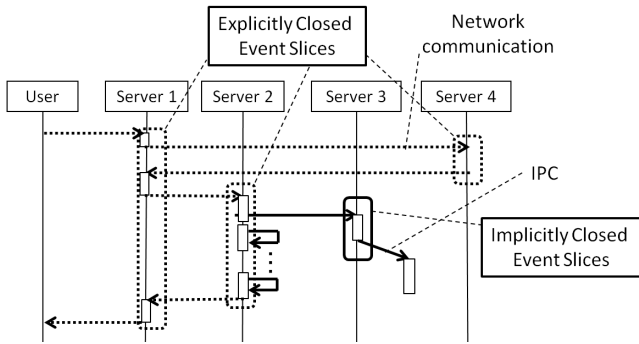 Explicitly Closed
Event Slices
Network
communication
User
Server 1
Server 2
Server 3
Server 4
IPC
Implicitly Closed
Event Slices